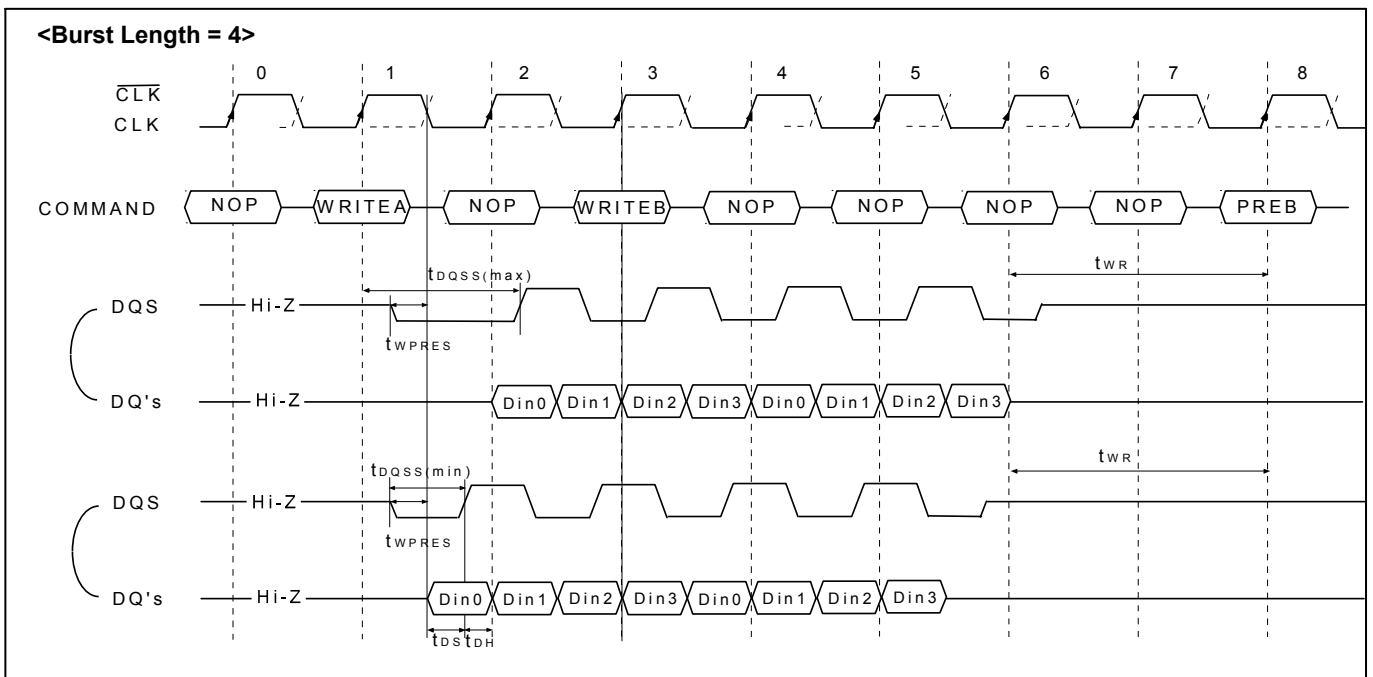 <Burst Length = 4>
0 1 2 3 4 5 6 7 8
CLK
CLK
COMMAND NOP WRITEA NOP WRITEB NOP NOP NOP NOP PREB
tDQSS(max) tWR
DQS Hi-Z
tWPRES
DQ's Hi-Z Din0 Din1 Din2 Din3 Din0 Din1 Din2 Din3
tDQSS(min) tWR
DQS Hi-Z
tWPRES
DQ's Hi-Z Din0 Din1 Din2 Din3 Din0 Din1 Din2 Din3
tDS tDH